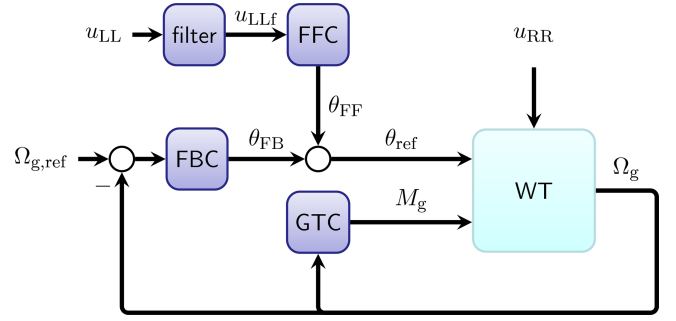 u_LL filter u_LLf FFC u_RR
θ_FF
Ω_g,ref FBC θ_FB θ_ref Ω_g
−
WT
GTC M_g